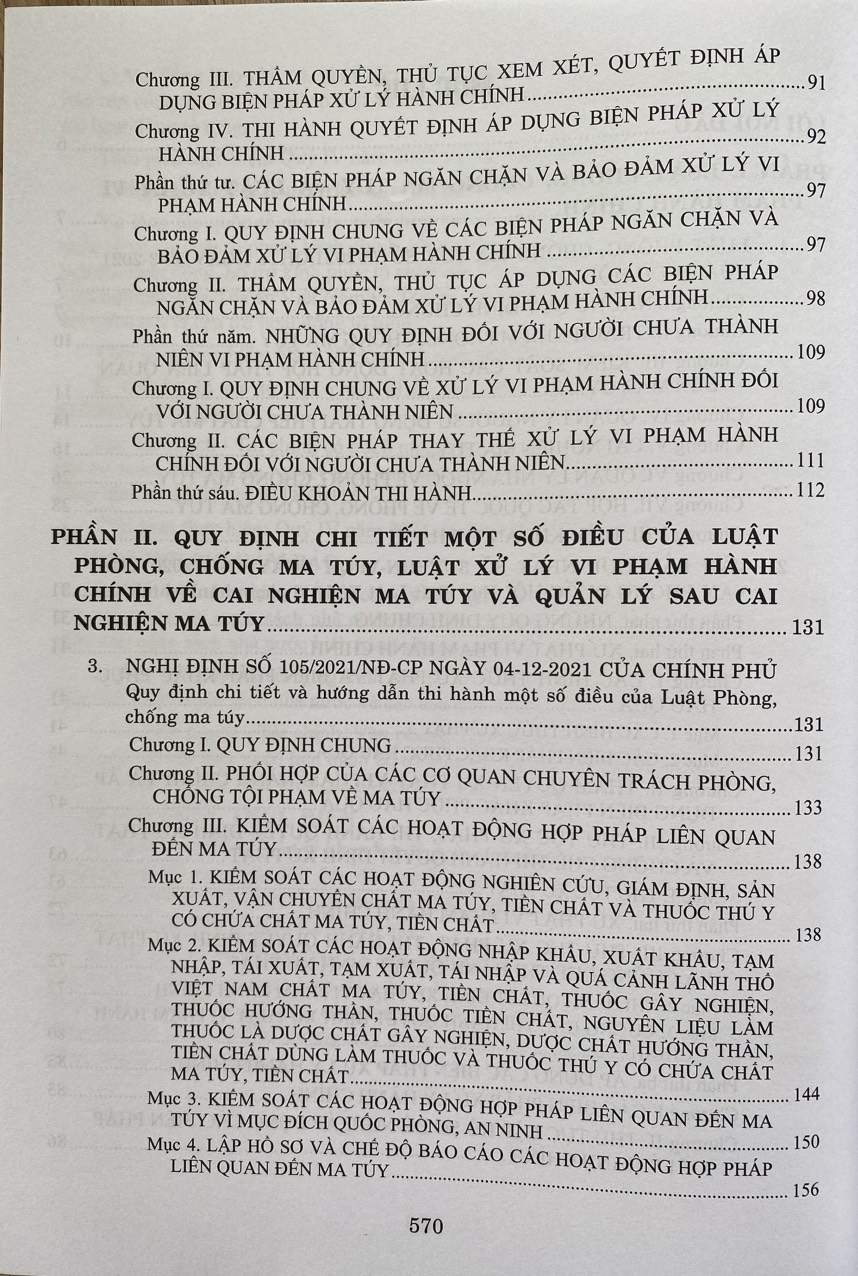 Chương III. THẨM QUYỀN, THỦ TỤC XEM XÉT, QUYẾT ĐỊNH ÁP
DỤNG BIỆN PHÁP XỬ LÝ HÀNH CHÍNH 91
Chương IV. THI HÀNH QUYẾT ĐỊNH ÁP DỤNG BIỆN PHÁP XỬ LÝ
HÀNH CHÍNH 92
Phần thứ tư. CÁC BIỆN PHÁP NGĂN CHẶN VÀ BẢO ĐẢM XỬ LÝ VI
PHẠM HÀNH CHÍNH 97
Chương I. QUY ĐỊNH CHUNG VỀ CÁC BIỆN PHÁP NGĂN CHẶN VÀ
BẢO ĐẢM XỬ LÝ VI PHẠM HÀNH CHÍNH 97
Chương II. THẨM QUYỀN, THỦ TỤC ÁP DỤNG CÁC BIỆN PHÁP
NGĂN CHẶN VÀ BẢO ĐẢM XỬ LÝ VI PHẠM HÀNH CHÍNH 98
Phần thứ năm. NHỮNG QUY ĐỊNH ĐỐI VỚI NGƯỜI CHƯA THÀNH
NIÊN VI PHẠM HÀNH CHÍNH 109
Chương I. QUY ĐỊNH CHUNG VỀ XỬ LÝ VI PHẠM HÀNH CHÍNH ĐỐI
VỚI NGƯỜI CHƯA THÀNH NIÊN 109
Chương II. CÁC BIỆN PHÁP THAY THẾ XỬ LÝ VI PHẠM HÀNH
CHÍNH ĐỐI VỚI NGƯỜI CHƯA THÀNH NIÊN 111
Phần thứ sáu. ĐIỀU KHOẢN THI HÀNH 112
PHẦN II. QUY ĐỊNH CHI TIẾT MỘT SỐ ĐIỀU CỦA LUẬT
PHÒNG, CHỐNG MA TÚY, LUẬT XỬ LÝ VI PHẠM HÀNH
CHÍNH VỀ CAI NGHIỆN MA TÚY VÀ QUẢN LÝ SAU CAI
NGHIỆN MA TÚY 131
3. NGHỊ ĐỊNH SỐ 105/2021/NĐ-CP NGÀY 04-12-2021 CỦA CHÍNH PHỦ
Quy định chi tiết và hướng dẫn thi hành một số điều của Luật Phòng,
chống ma túy 131
Chương I. QUY ĐỊNH CHUNG 131
Chương II. PHỐI HỢP CỦA CÁC CƠ QUAN CHUYÊN TRÁCH PHÒNG,
CHỐNG TỘI PHẠM VỀ MA TÚY 133
Chương III. KIỂM SOÁT CÁC HOẠT ĐỘNG HỢP PHÁP LIÊN QUAN
ĐẾN MA TÚY 138
Mục 1. KIỂM SOÁT CÁC HOẠT ĐỘNG NGHIÊN CỨU, GIÁM ĐỊNH, SẢN
XUẤT, VẬN CHUYỂN CHẤT MA TÚY, TIỀN CHẤT VÀ THUỐC THÚ Y
CÓ CHỨA CHẤT MA TÚY, TIỀN CHẤT 138
Mục 2. KIỂM SOÁT CÁC HOẠT ĐỘNG NHẬP KHẨU, XUẤT KHẨU, TẠM
NHẬP, TÁI XUẤT, TẠM XUẤT, TÁI NHẬP VÀ QUÁ CẢNH LÃNH THỔ
VIỆT NAM CHẤT MA TÚY, TIỀN CHẤT, THUỐC GÂY NGHIỆN,
THUỐC HƯỚNG THẦN, THUỐC TIỀN CHẤT, NGUYÊN LIỆU LÀM
THUỐC LÀ DƯỢC CHẤT GÂY NGHIỆN, DƯỢC CHẤT HƯỚNG THẦN,
TIỀN CHẤT DÙNG LÀM THUỐC VÀ THUỐC THÚ Y CÓ CHỨA CHẤT
MA TÚY, TIỀN CHẤT 144
Mục 3. KIỂM SOÁT CÁC HOẠT ĐỘNG HỢP PHÁP LIÊN QUAN ĐẾN MA
TÚY VÌ MỤC ĐÍCH QUỐC PHÒNG, AN NINH 150
Mục 4. LẬP HỒ SƠ VÀ CHẾ ĐỘ BÁO CÁO CÁC HOẠT ĐỘNG HỢP PHÁP
LIÊN QUAN ĐẾN MA TÚY 156
570